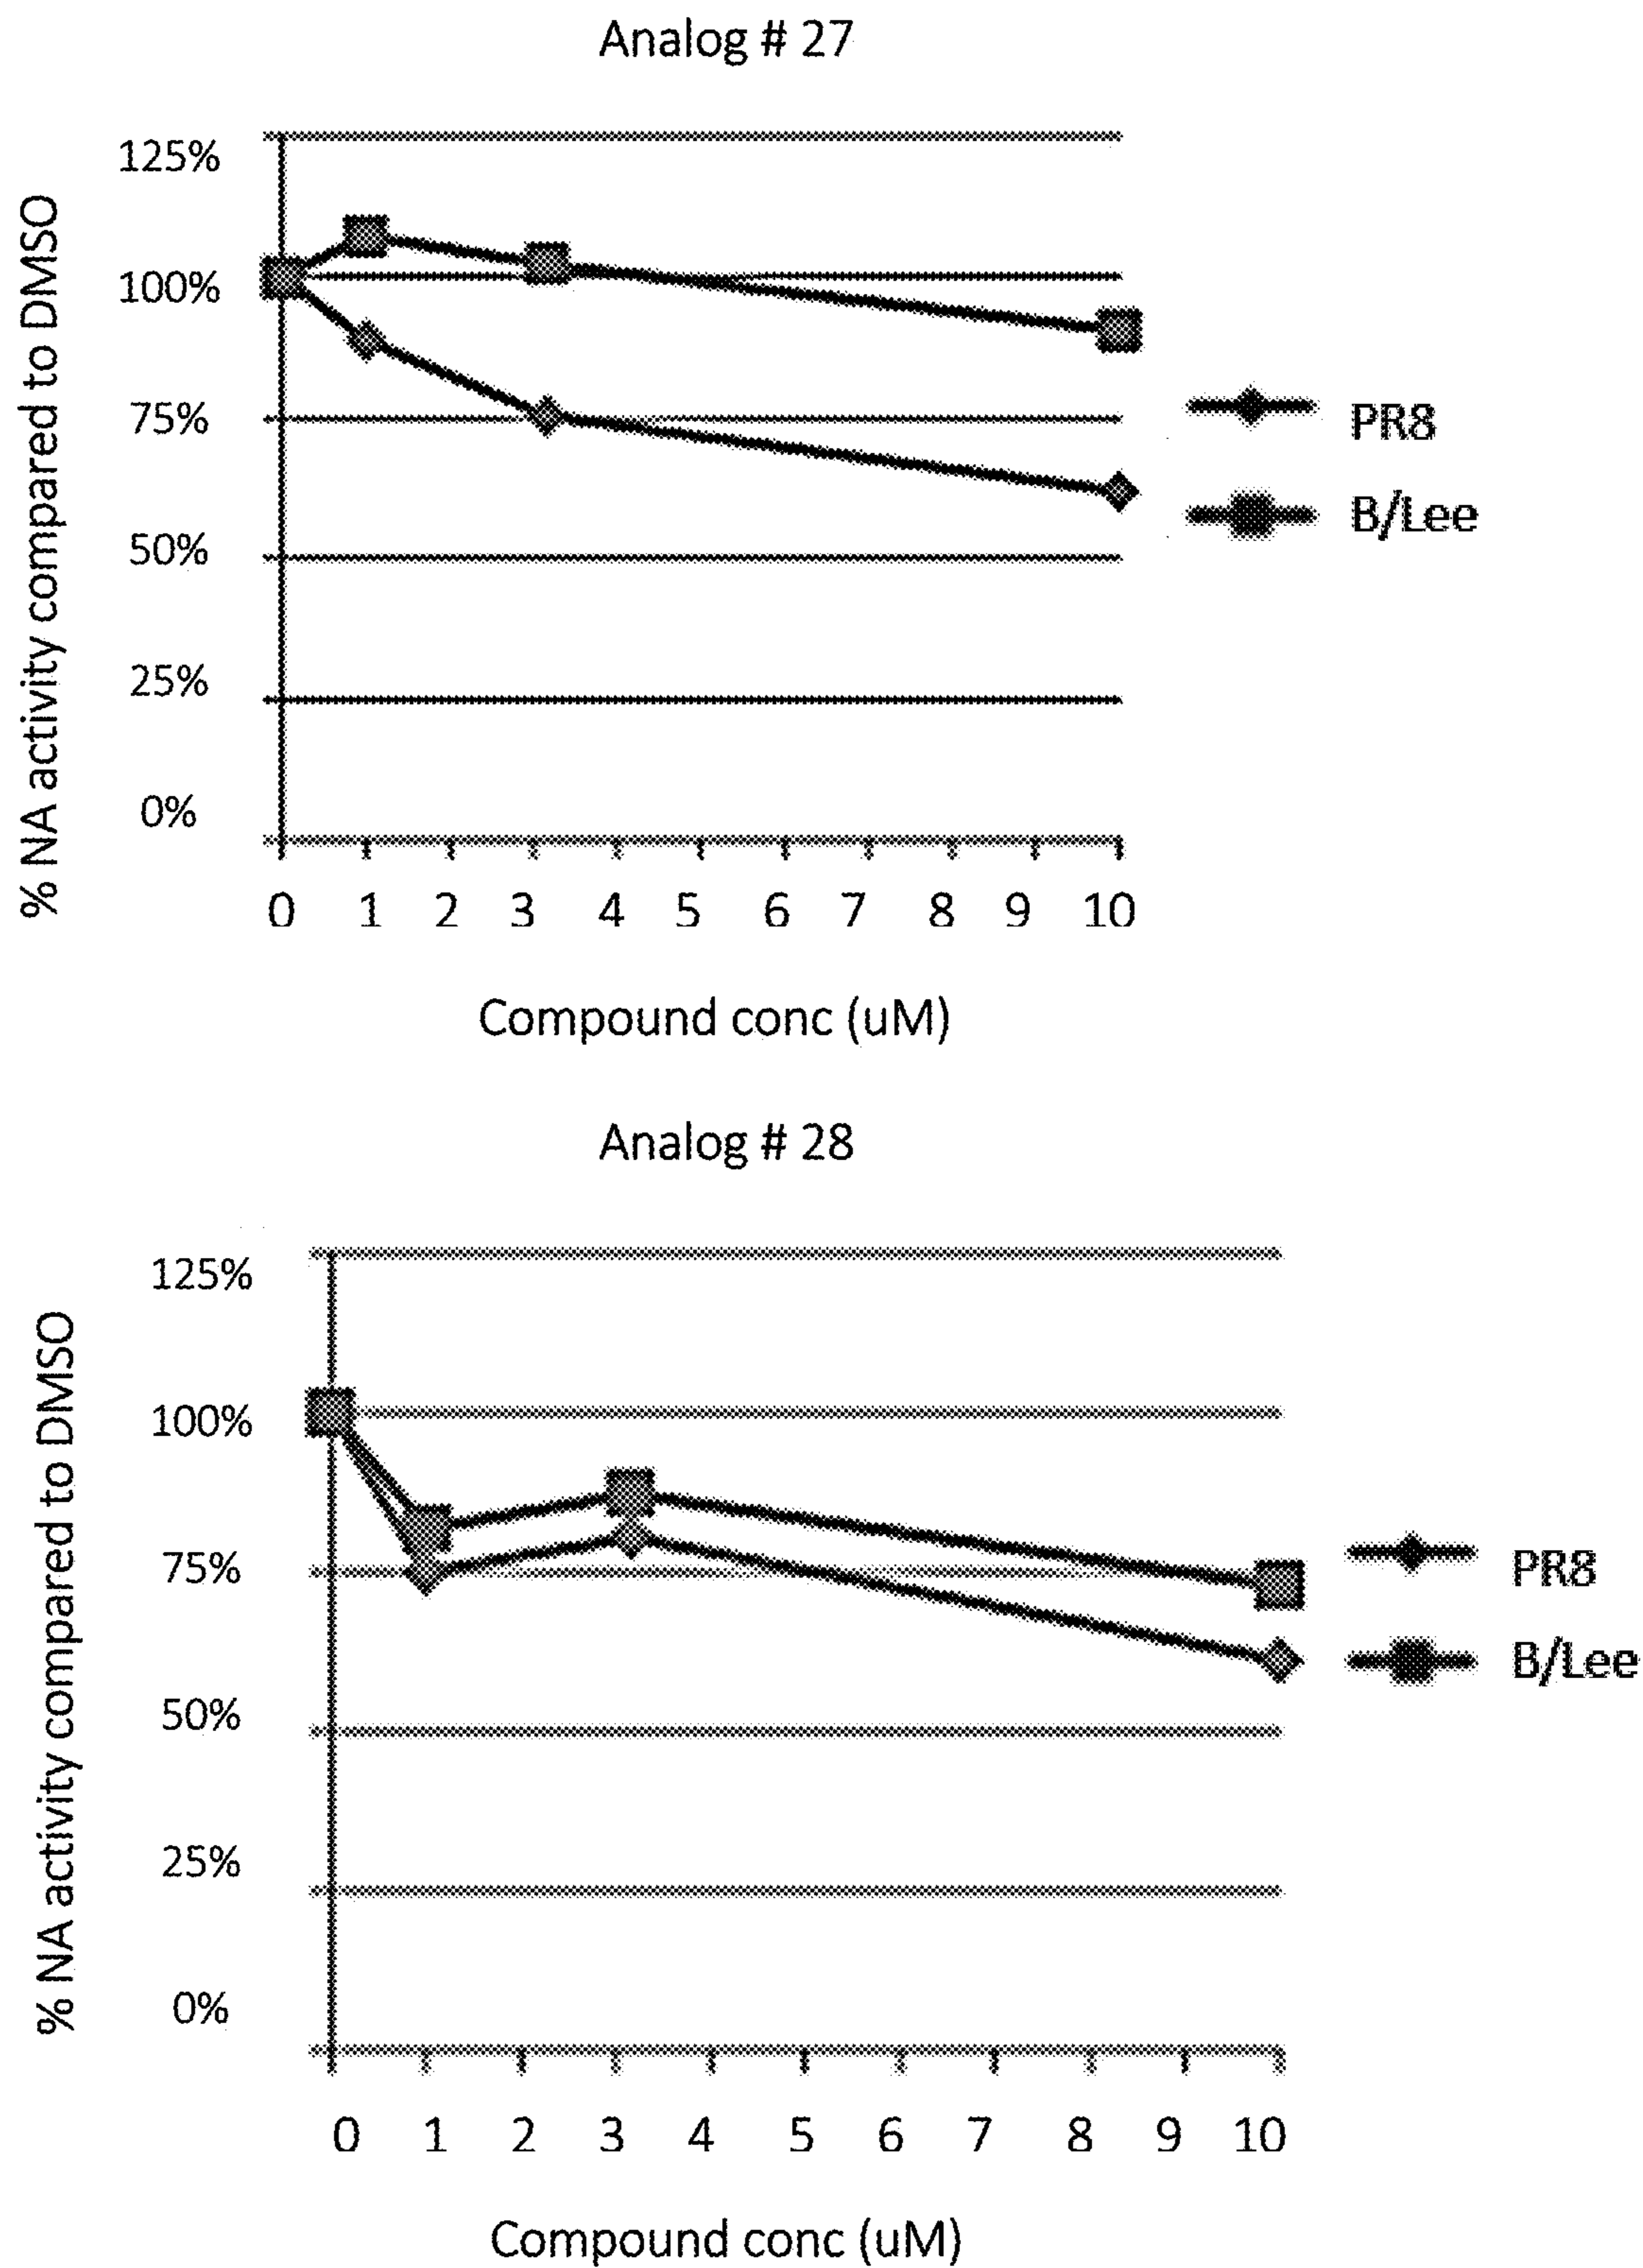 Analog # 27
% NA activity compared to DMSO
125%
100%
75%
50%
25%
0%
0 1 2 3 4 5 6 7 8 9 10
Compound conc (uM)
PR8
B/Lee
Analog # 28
% NA activity compared to DMSO
125%
100%
75%
50%
25%
0%
0 1 2 3 4 5 6 7 8 9 10
Compound conc (uM)
PR8
B/Lee